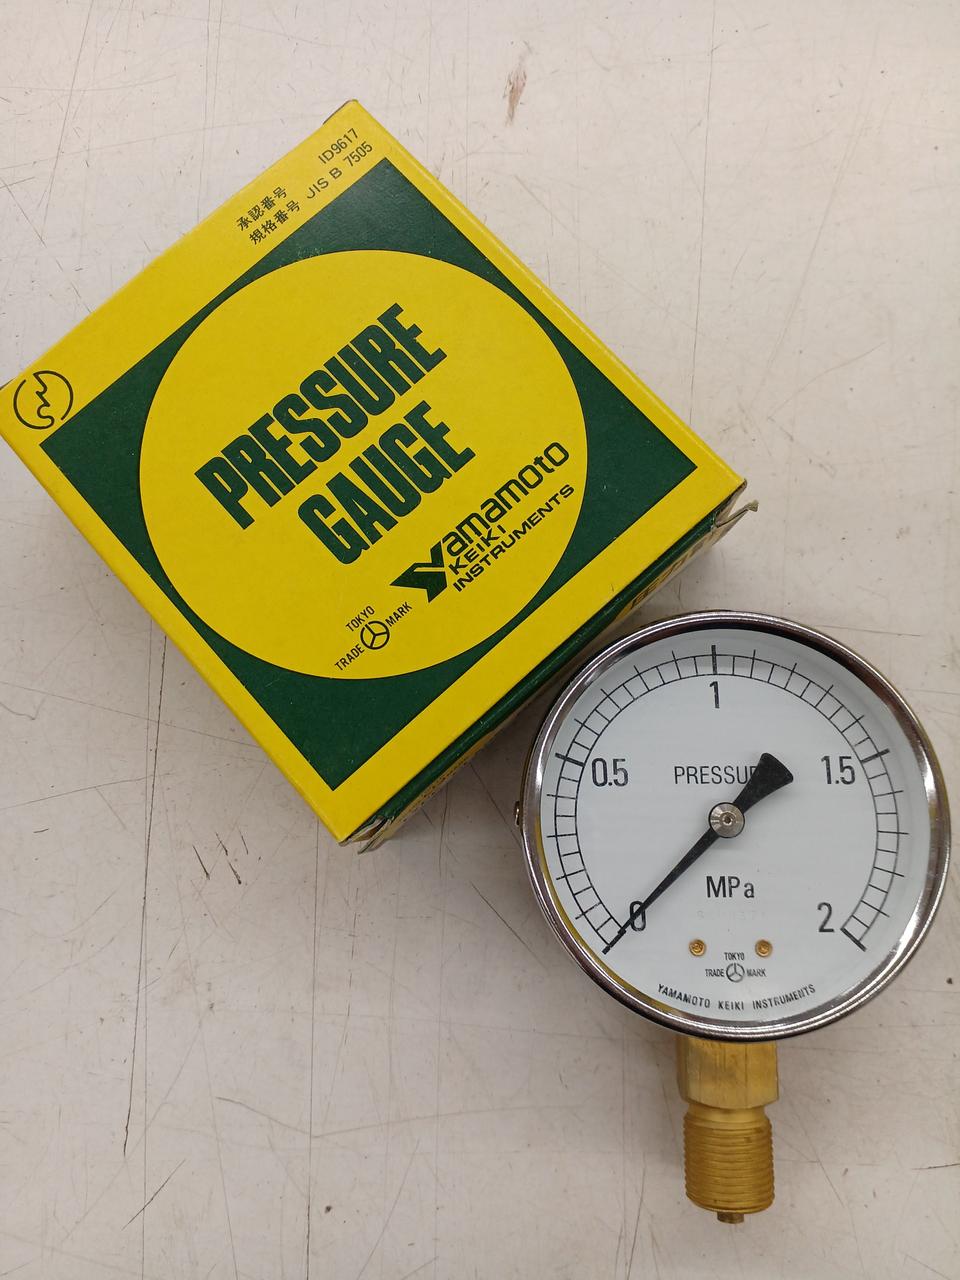 承認番号 ID9617
規格番号 JIS B 7505
PRESSURE
GAUGE
Yamamoto
KEIKI
INSTRUMENTS
TOKYO
TRADE MARK
1
0.5
PRESSURE
1.5
MPa
0
2
TOKYO
TRADE MARK
YAMAMOTO KEIKI INSTRUMENTS